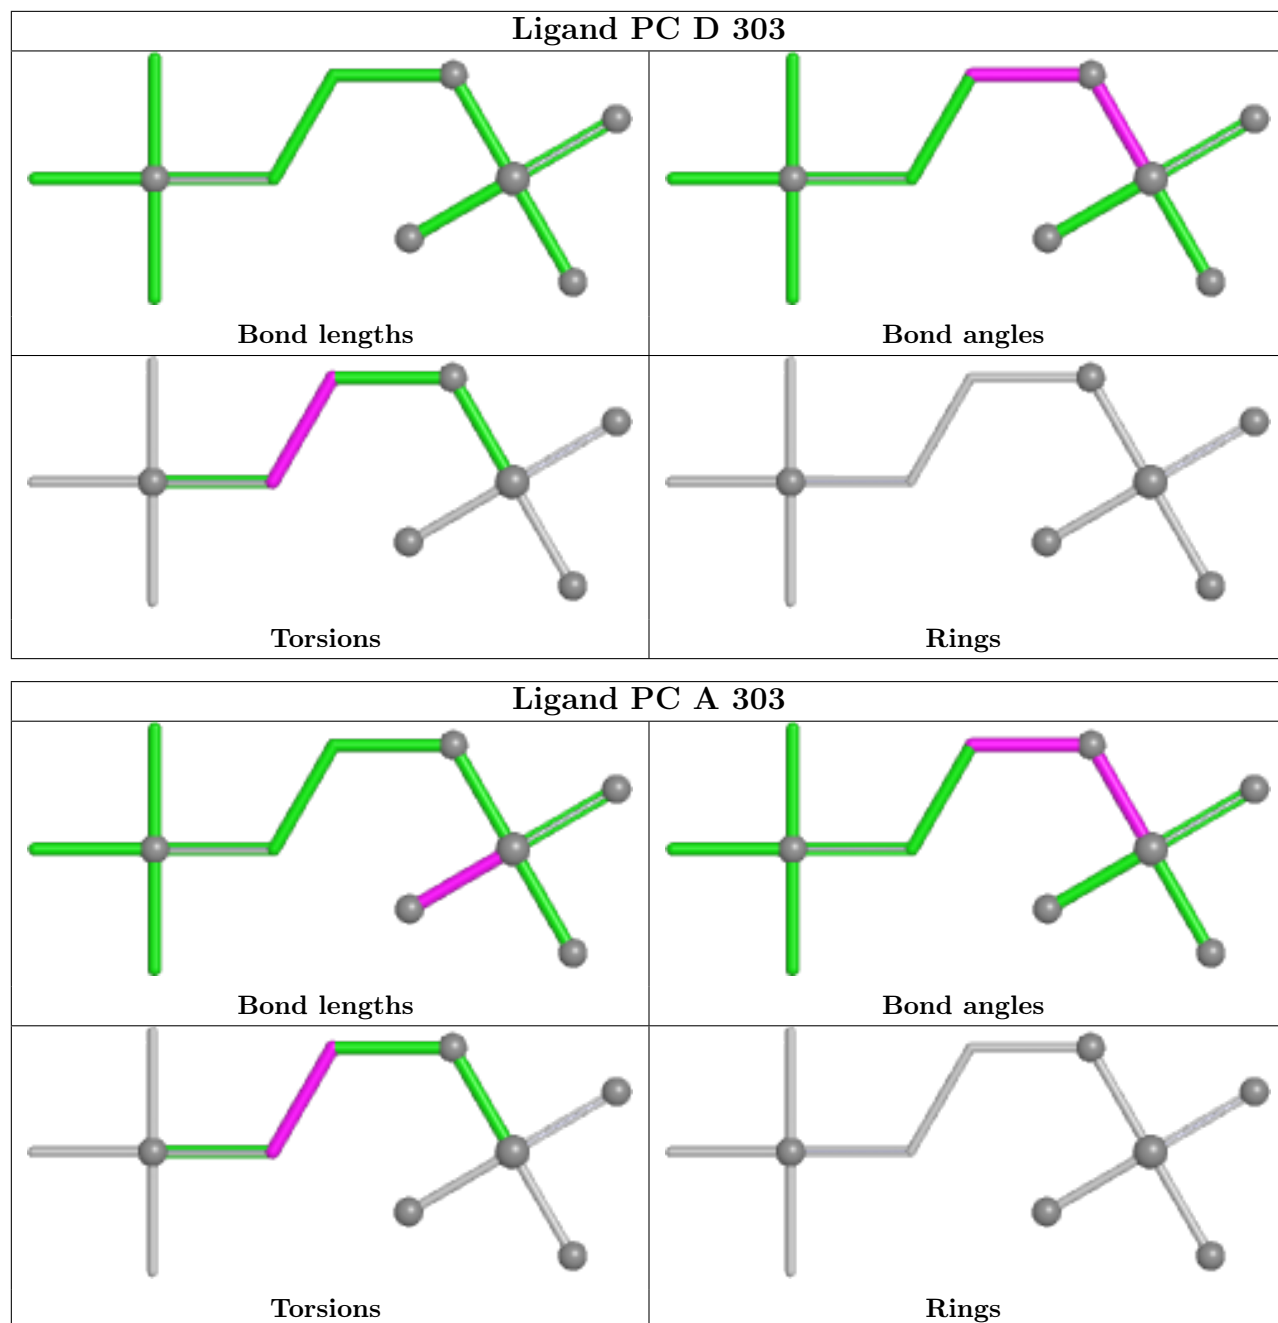 Ligand PC D 303
Bond lengths
Bond angles
Torsions
Rings
Ligand PC A 303
Bond lengths
Bond angles
Torsions
Rings